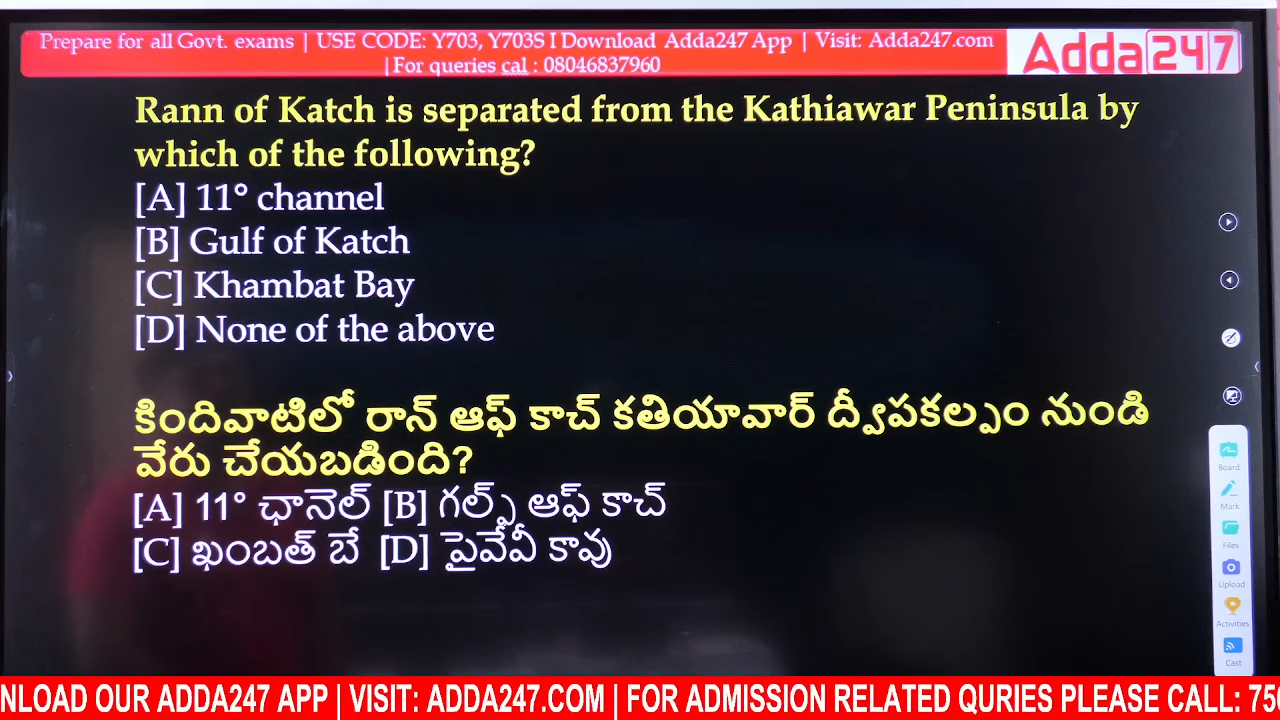 Prepare for all Govt. exams | USE CODE: Y703, Y703S I Download Adda247 App | Visit: Adda247.com
|For queries cal : 08046837960
Adda247
Rann of Katch is separated from the Kathiawar Peninsula by
which of the following?
[A] 11° channel
[B] Gulf of Katch
[C] Khambat Bay
[D] None of the above
కిందివాటిలో రాన్ ఆఫ్ కాచ్ కతియావార్ ద్వీపకల్పం నుండి
వేరు చేయబడింది?
[A] 11° ఛానెల్ [B] గల్ఫ్ ఆఫ్ కాచ్
[C] ఖంబత్ బే [D] పైవేవీ కావు
Board
Mark
Files
Upload
Activities
Cast
NLOAD OUR ADDA247 APP | VISIT: ADDA247.COM | FOR ADMISSION RELATED QURIES PLEASE CALL: 75